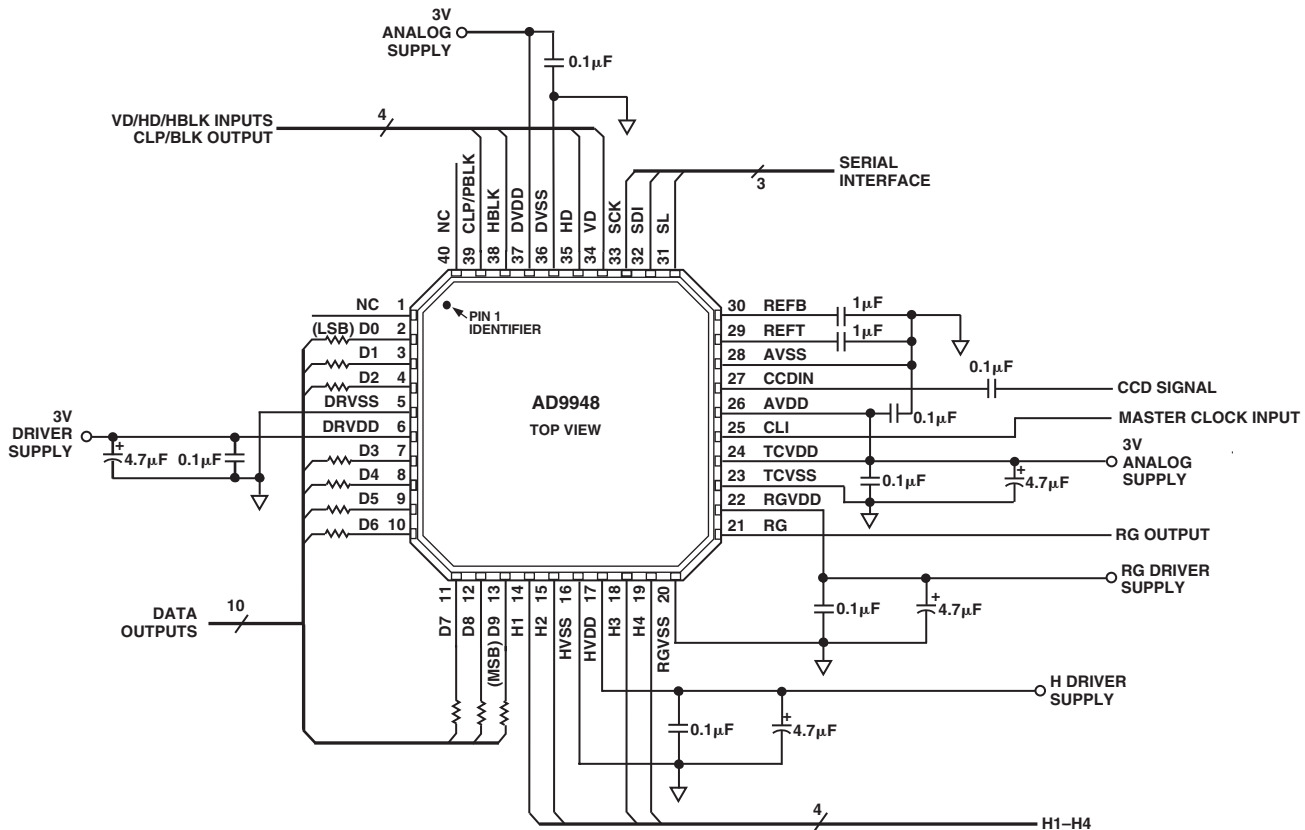 3V
ANALOG
SUPPLY
0.1µF
VD/HD/HBLK INPUTS
CLP/BLK OUTPUT
4
SERIAL
INTERFACE
3
40 NC
39 CLP/PBLK
38 HBLK
37 DVDD
36 DVSS
35 HD
34 VD
33 SCK
32 SDI
31 SL
PIN 1
IDENTIFIER
AD9948
TOP VIEW
NC 1
(LSB) D0 2
D1 3
D2 4
DRVSS 5
DRVDD 6
D3 7
D4 8
D5 9
D6 10
3V
DRIVER
SUPPLY
+
4.7µF
0.1µF
DATA
OUTPUTS
10
D7 11
D8 12
(MSB) D9 13
H1 14
H2 15
HVSS 16
HVDD 17
H3 18
H4 19
RGVSS 20
30 REFB
1µF
29 REFT
1µF
28 AVSS
27 CCDIN
0.1µF
CCD SIGNAL
26 AVDD
0.1µF
25 CLI
MASTER CLOCK INPUT
24 TCVDD
3V
ANALOG
SUPPLY
23 TCVSS
0.1µF
+
4.7µF
22 RGVDD
21 RG
RG OUTPUT
RG DRIVER
SUPPLY
0.1µF
+
4.7µF
H DRIVER
SUPPLY
0.1µF
+
4.7µF
4
H1–H4